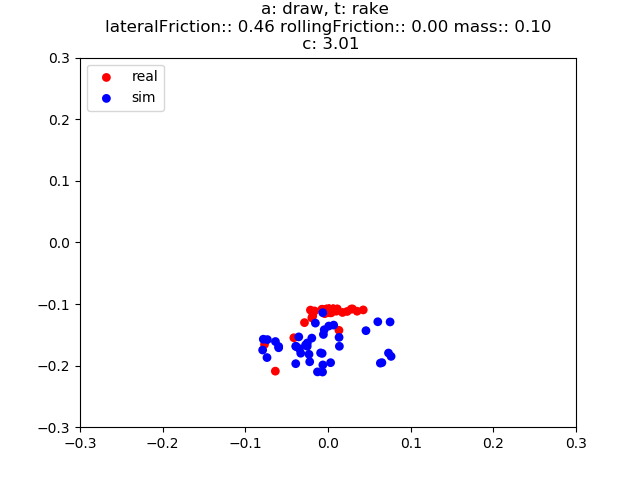 a: draw, t: rake
lateralFriction:: 0.46 rollingFriction:: 0.00 mass:: 0.10
c: 3.01
real
sim
0.3
0.2
0.1
0.0
−0.1
−0.2
−0.3
−0.3 −0.2 −0.1 0.0 0.1 0.2 0.3